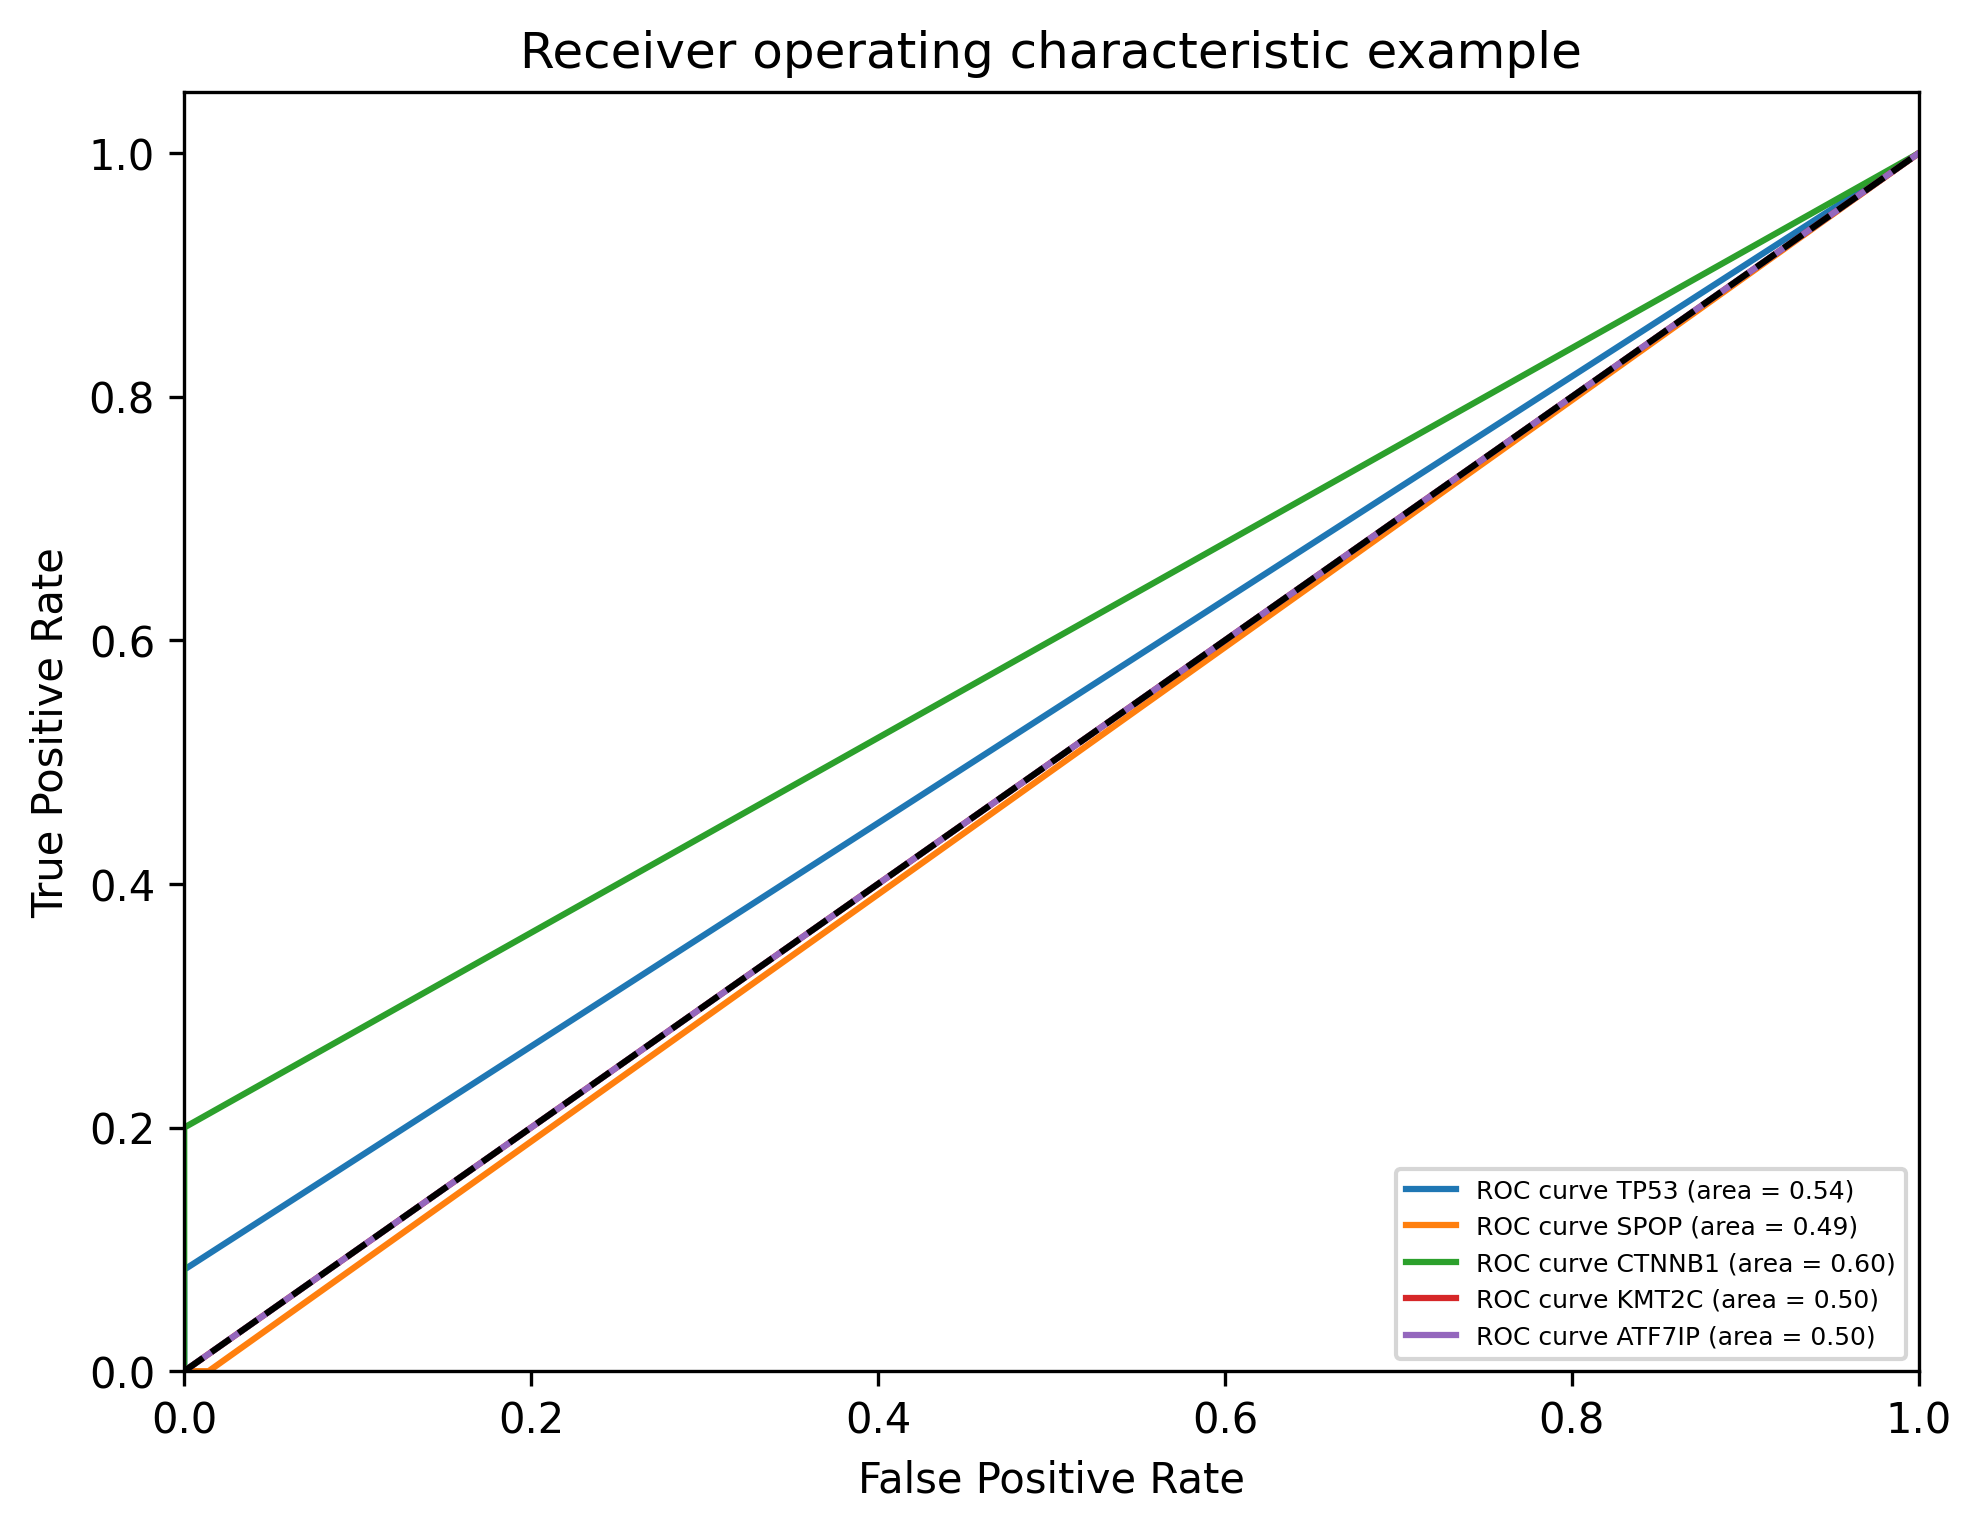 Receiver operating characteristic example
True Positive Rate
1.0
0.8
0.6
0.4
0.2
0.0
ROC curve TP53 (area = 0.54)
ROC curve SPOP (area = 0.49)
ROC curve CTNNB1 (area = 0.60)
ROC curve KMT2C (area = 0.50)
ROC curve ATF7IP (area = 0.50)
0.0 0.2 0.4 0.6 0.8 1.0
False Positive Rate